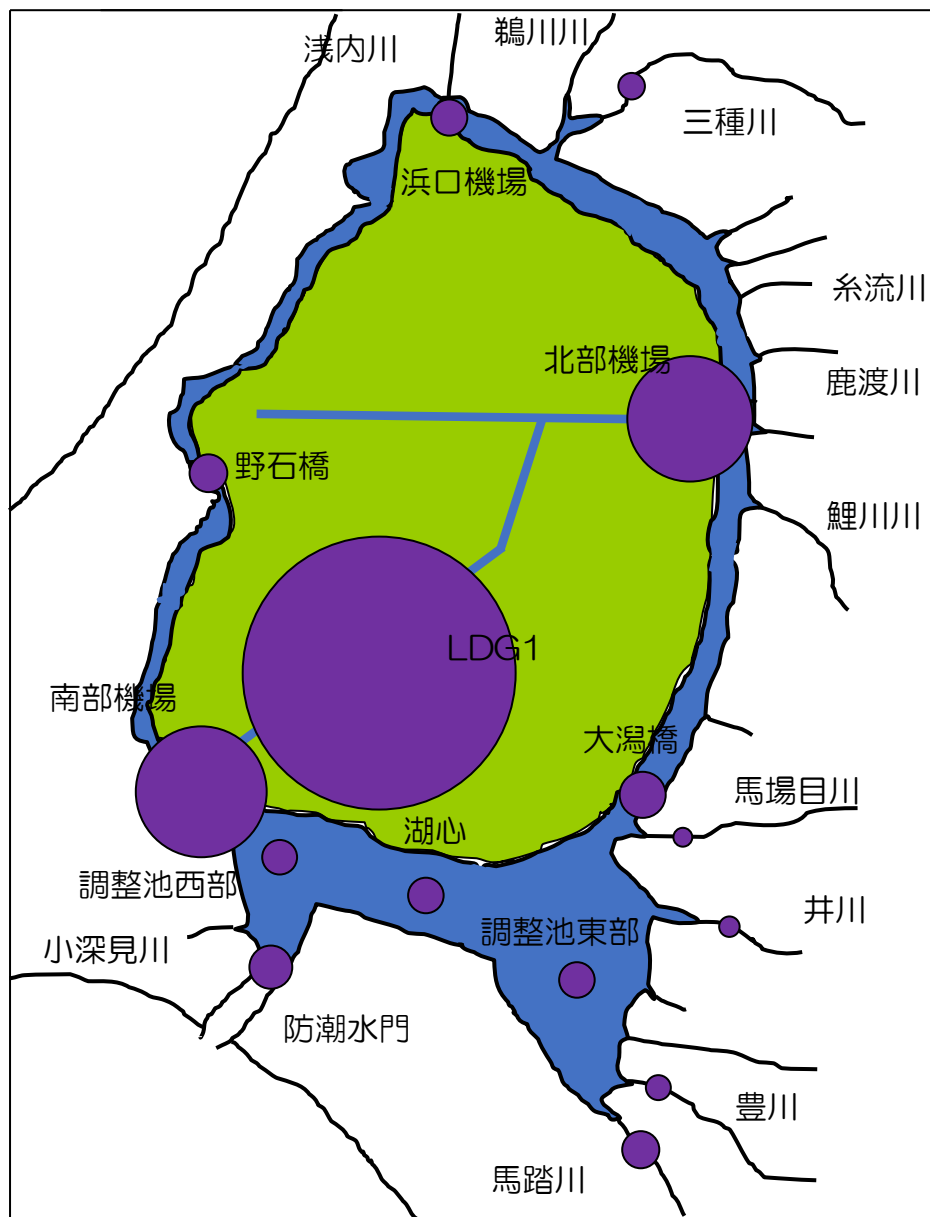 浅内川
鵜川川
三種川
浜口機場
糸流川
北部機場
鹿渡川
野石橋
鯉川川
LDG1
南部機場
大潟橋
馬場目川
湖心
調整池西部
井川
調整池東部
小深見川
防潮水門
豊川
馬踏川